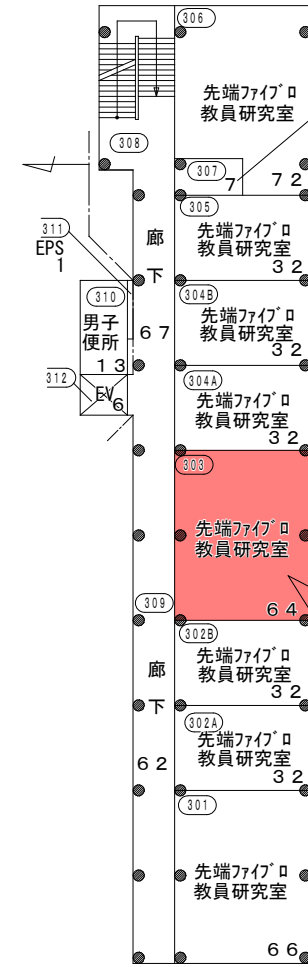 306
先端ﾌｧｲﾌﾞﾛ
教員研究室
72
308
307
7
305
先端ﾌｧｲﾌﾞﾛ
教員研究室
32
廊
下
67
311
EPS
1
310
男子
便所
13
304B
先端ﾌｧｲﾌﾞﾛ
教員研究室
32
312
EV
6
304A
先端ﾌｧｲﾌﾞﾛ
教員研究室
32
303
先端ﾌｧｲﾌﾞﾛ
教員研究室
64
309
廊
下
62
302B
先端ﾌｧｲﾌﾞﾛ
教員研究室
32
302A
先端ﾌｧｲﾌﾞﾛ
教員研究室
32
301
先端ﾌｧｲﾌﾞﾛ
教員研究室
66